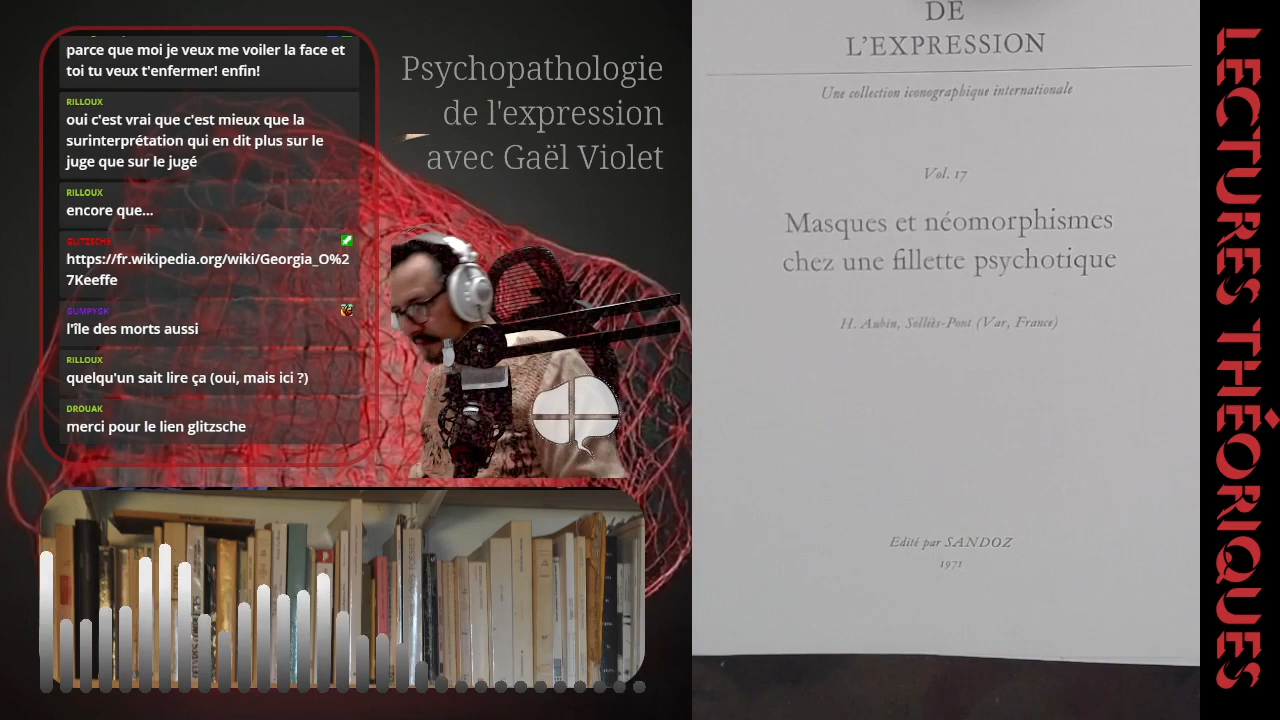 parce que moi je veux me voiler la face et
toi tu veux t'enfermer! enfin!
RILLOUX
oui c'est vrai que c'est mieux que la
surinterprétation qui en dit plus sur le
juge que sur le jugé
RILLOUX
encore que...
GLITZSCHE
https://fr.wikipedia.org/wiki/Georgia_O%2
7Keeffe
GUMPYGK
l'île des morts aussi
RILLOUX
quelqu'un sait lire ça (oui, mais ici ?)
DROUAK
merci pour le lien glitzsche
Psychopathologie
de l'expression
avec Gaël Violet
DE
L'EXPRESSION
Une collection iconographique internationale
Vol. 17
Masques et néomorphismes
chez une fillette psychotique
H. Aubin, Solliès-Pont (Var, France)
Edité par SANDOZ
1971
LECTURES THÉORIQUES